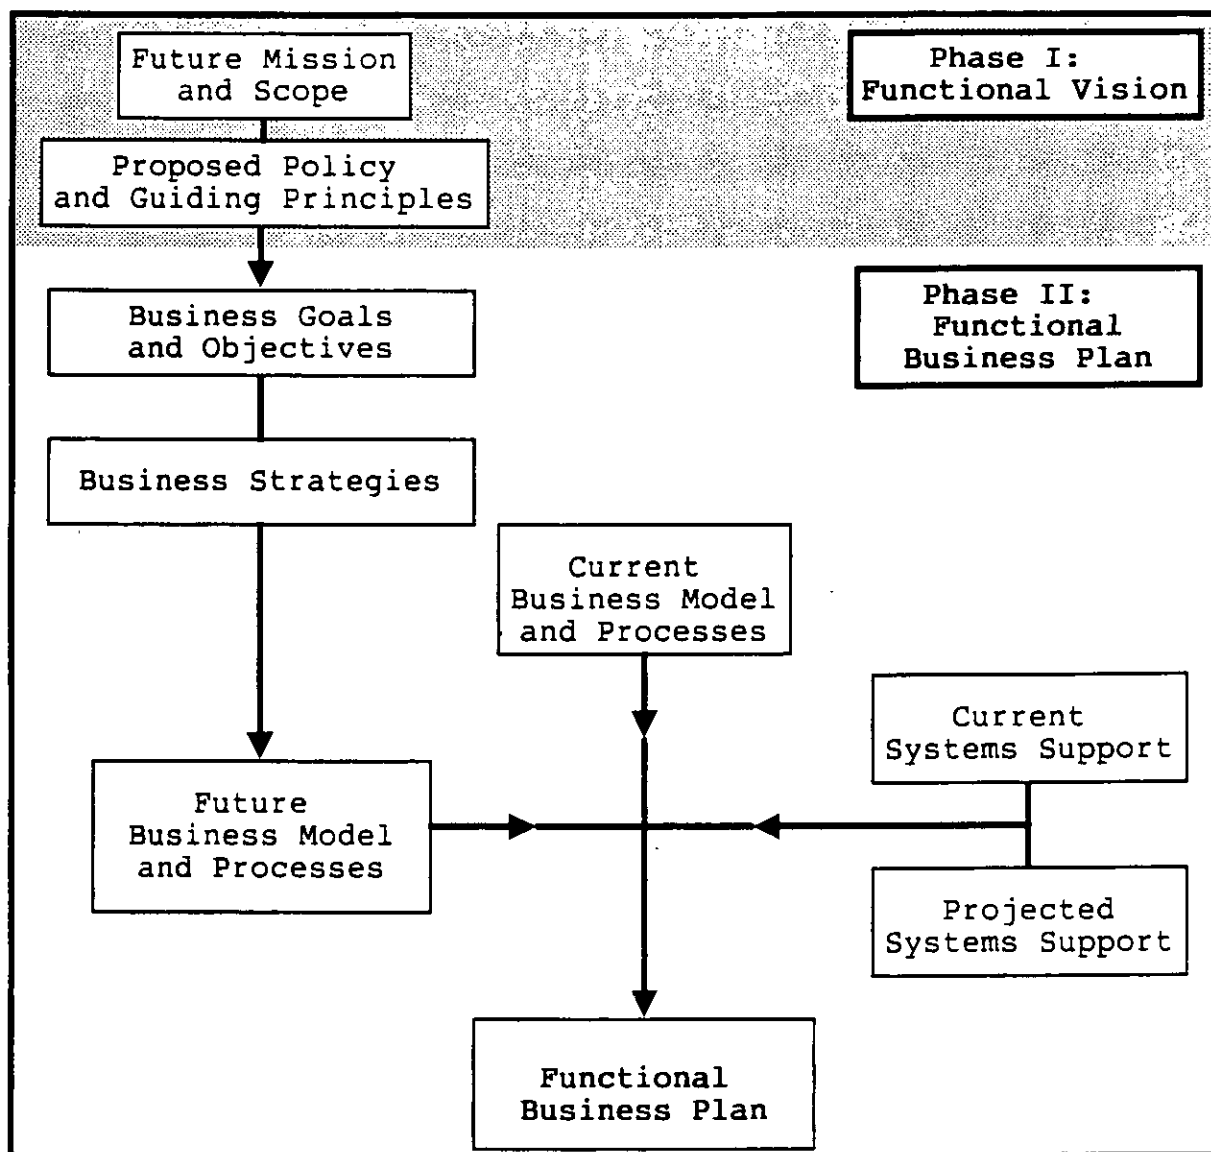 Future Mission
and Scope
Phase I:
Functional Vision
Proposed Policy
and Guiding Principles
Business Goals
and Objectives
Phase II:
Functional
Business Plan
Business Strategies
Current
Business Model
and Processes
Current
Systems Support
Future
Business Model
and Processes
Projected
Systems Support
Functional
Business Plan